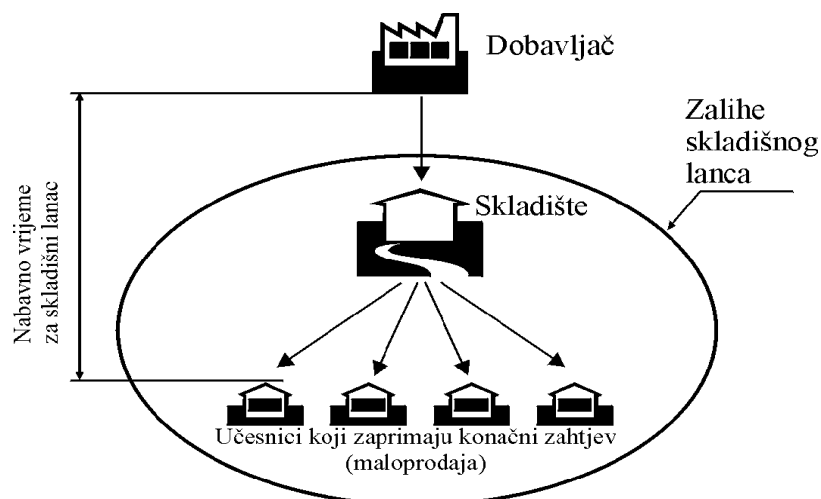 Dobavljač
Zalihe
skladišnog
lanca
Skladište
Nabavno vrijeme
za skladišni lanac
Učesnici koji zaprimaju konačni zahtjev
(maloprodaja)